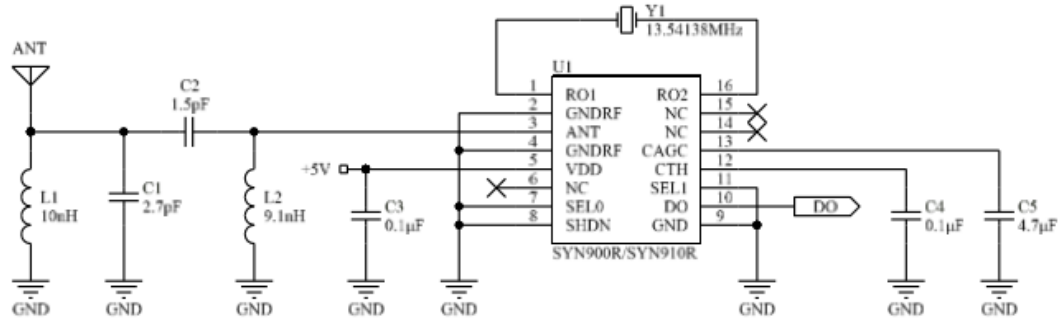 Y1
13.54138MHz
ANT
U1
C2
1.5pF
1
RO1
RO2
16
2
GNDRF
NC
15
3
ANT
NC
14
4
GNDRF
CAGC
13
+5V
5
VDD
CTH
12
6
NC
SEL1
11
7
SEL0
DO
10
DO
8
SHDN
GND
9
L1
10nH
C1
2.7pF
L2
9.1nH
C3
0.1µF
C4
0.1µF
C5
4.7µF
SYN900R/SYN910R
GND
GND
GND
GND
GND
GND
GND
GND